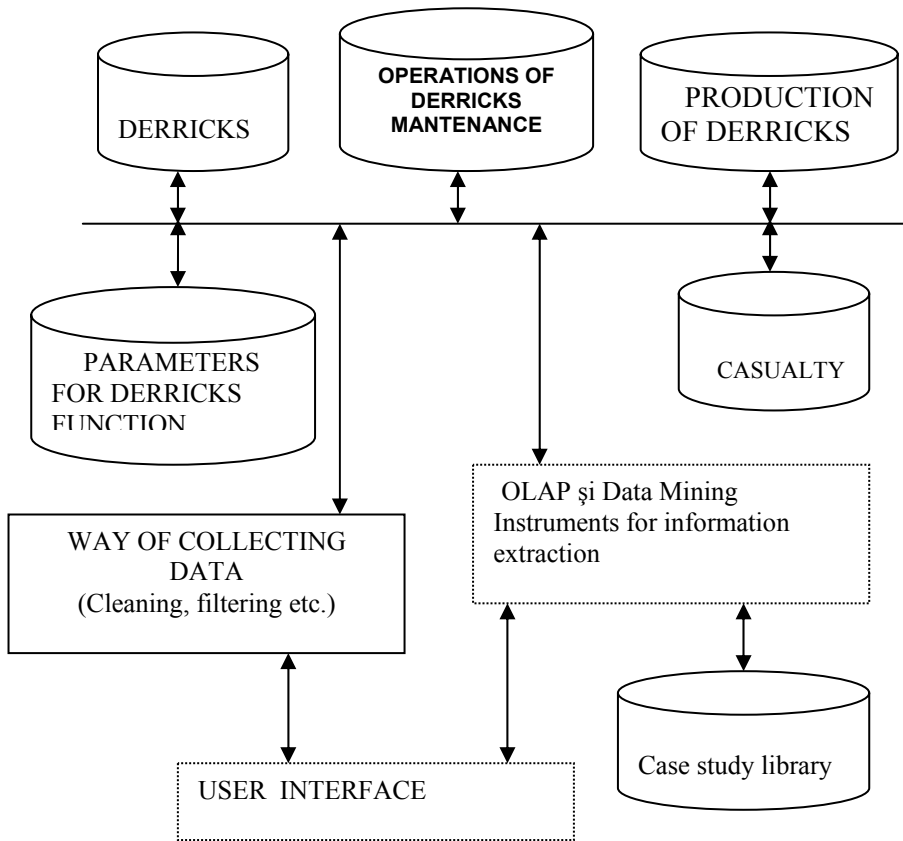 DERRICKS
OPERATIONS OF
DERRICKS
MANTENANCE
PRODUCTION
OF DERRICKS
PARAMETERS
FOR DERRICKS
FUNCTION
CASUALTY
OLAP şi Data Mining
Instruments for information
extraction
WAY OF COLLECTING
DATA
(Cleaning, filtering etc.)
Case study library
USER INTERFACE